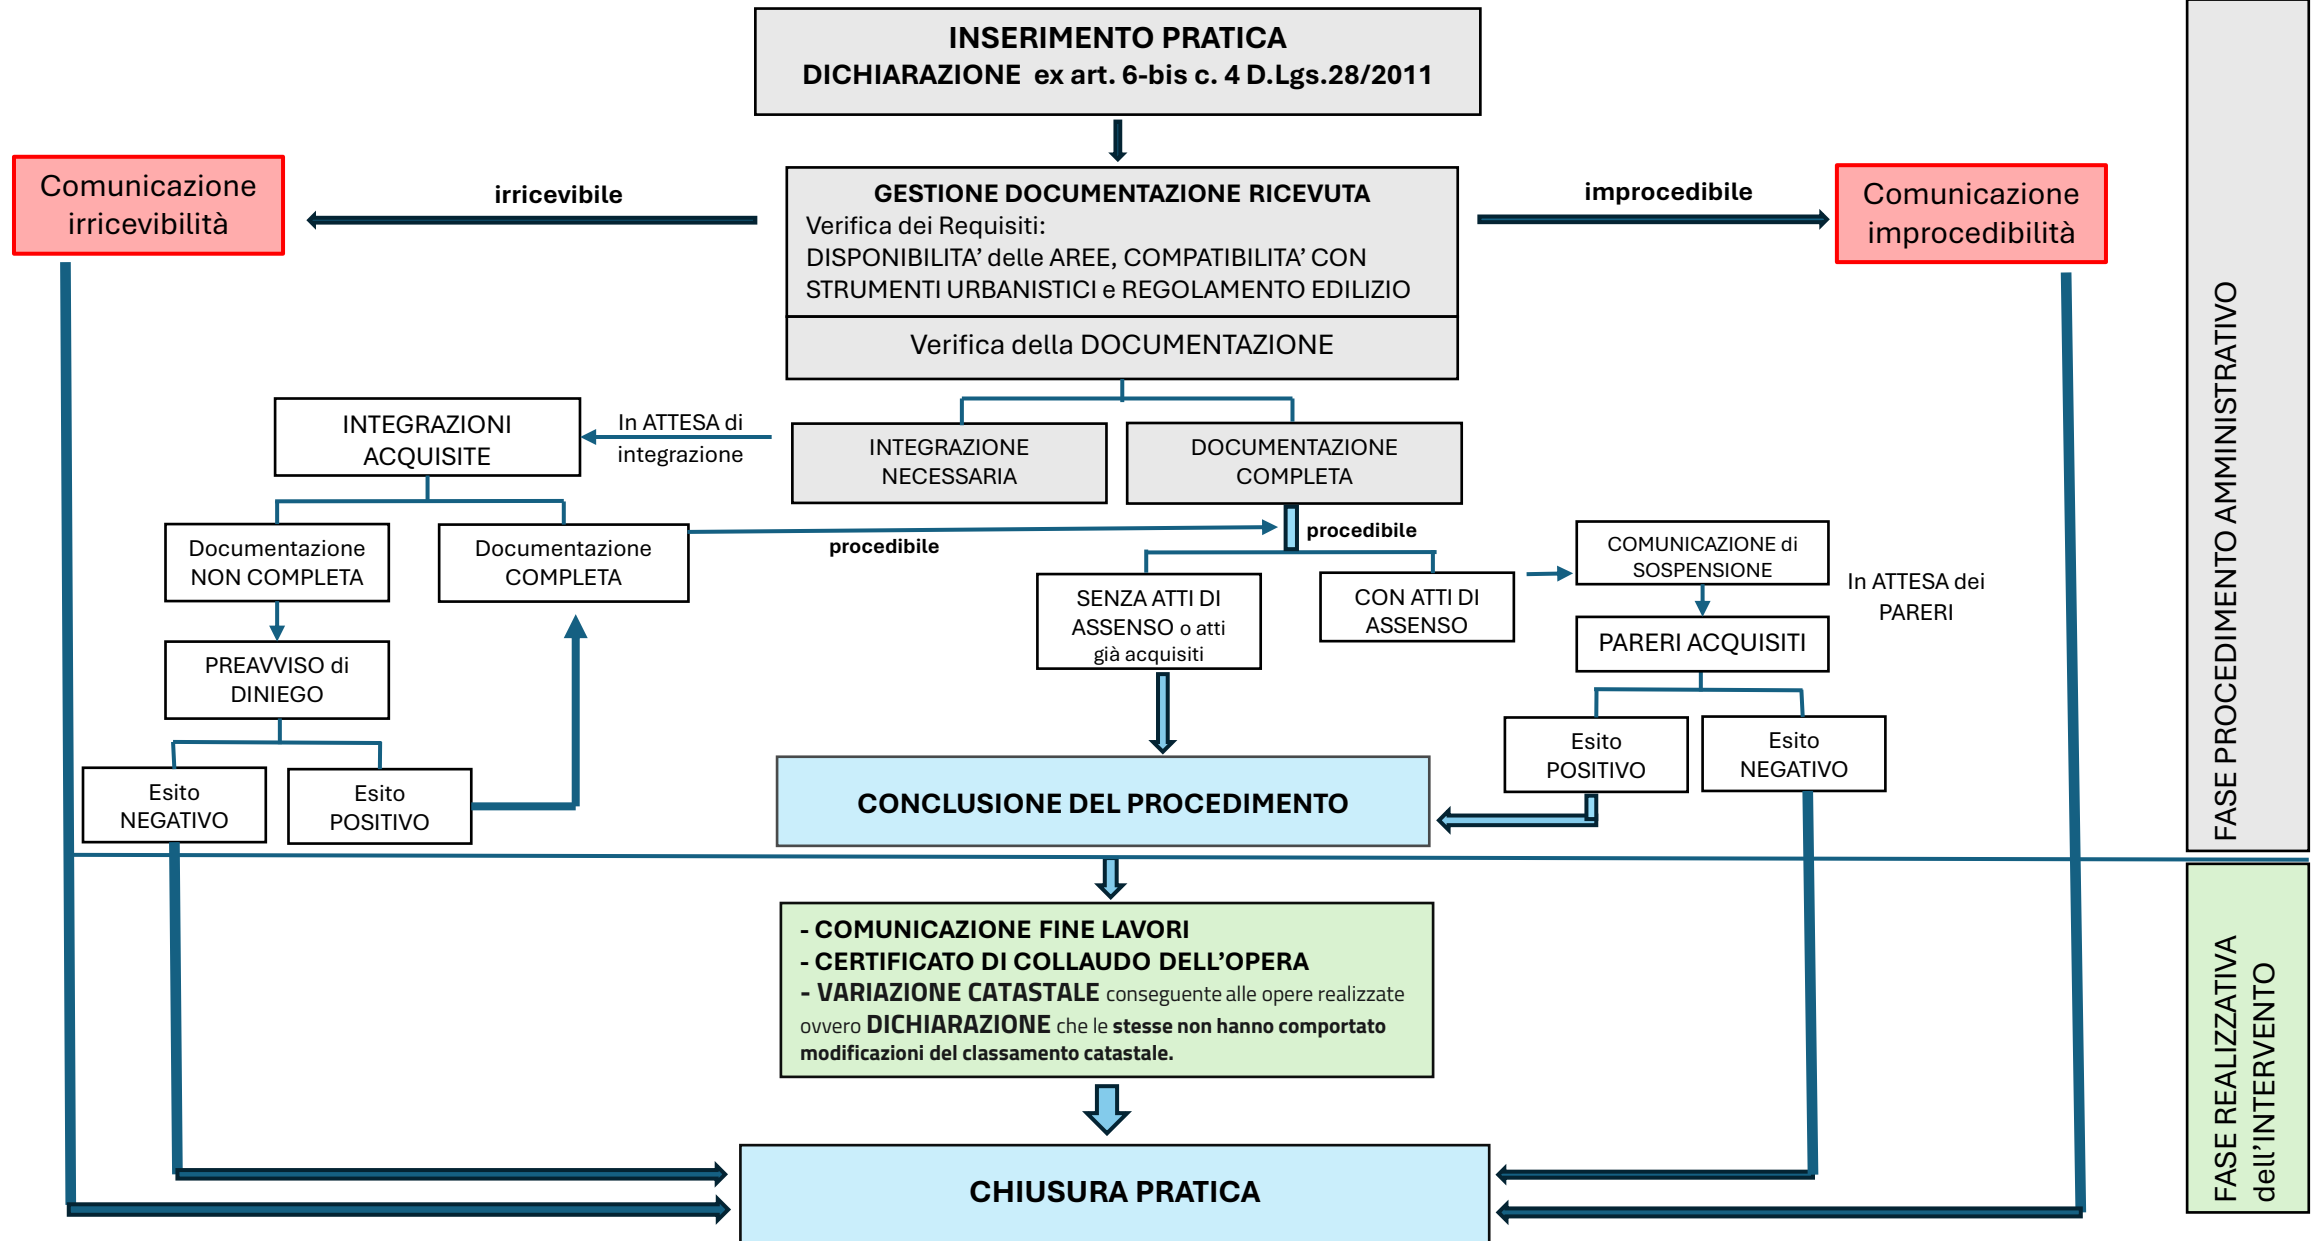 INSERIMENTO PRATICA
DICHIARAZIONE ex art. 6-bis c. 4 D.Lgs.28/2011
Comunicazione
irricevibilità
irricevibile
GESTIONE DOCUMENTAZIONE RICEVUTA
Verifica dei Requisiti:
DISPONIBILITA’ delle AREE, COMPATIBILITA’ CON
STRUMENTI URBANISTICI e REGOLAMENTO EDILIZIO
Verifica della DOCUMENTAZIONE
improcedibile
Comunicazione
improcedibilità
INTEGRAZIONI
ACQUISITE
In ATTESA di
integrazione
INTEGRAZIONE
NECESSARIA
DOCUMENTAZIONE
COMPLETA
Documentazione
NON COMPLETA
Documentazione
COMPLETA
procedibile
procedibile
COMUNICAZIONE di
SOSPENSIONE
In ATTESA dei
PARERI
SENZA ATTI DI
ASSENSO o atti
già acquisiti
CON ATTI DI
ASSENSO
PARERI ACQUISITI
PREAVVISO di
DINIEGO
Esito
NEGATIVO
Esito
POSITIVO
CONCLUSIONE DEL PROCEDIMENTO
Esito
POSITIVO
Esito
NEGATIVO
- COMUNICAZIONE FINE LAVORI
- CERTIFICATO DI COLLAUDO DELL’OPERA
- VARIAZIONE CATASTALE conseguente alle opere realizzate
ovvero DICHIARAZIONE che le stesse non hanno comportato
modificazioni del classamento catastale.
CHIUSURA PRATICA
FASE PROCEDIMENTO AMMINISTRATIVO
FASE REALIZZATIVA
dell’INTERVENTO